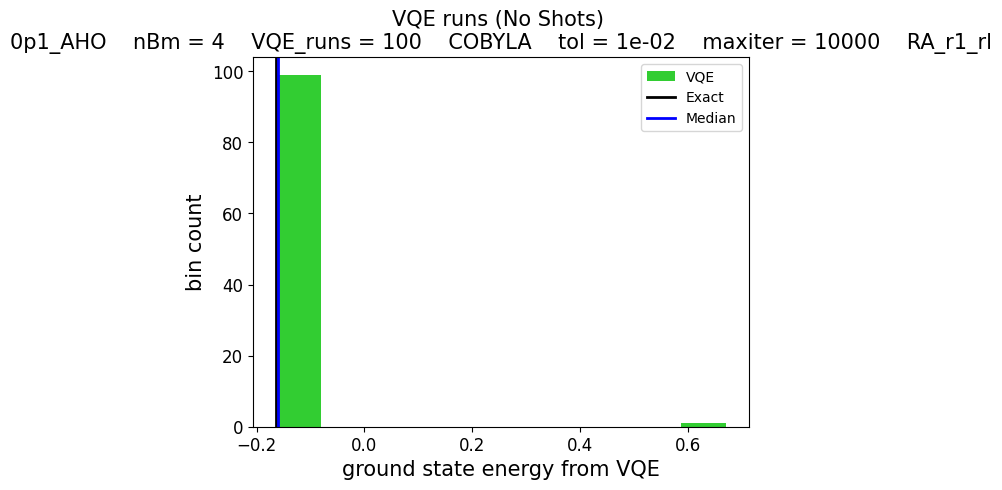 VQE runs (No Shots)
0p1_AHO nBm = 4 VQE_runs = 100 COBYLA tol = 1e-02 maxiter = 10000
VQE
Exact
Median
100
80
60
40
20
0
bin count
−0.2
0.0
0.2
0.4
0.6
ground state energy from VQE